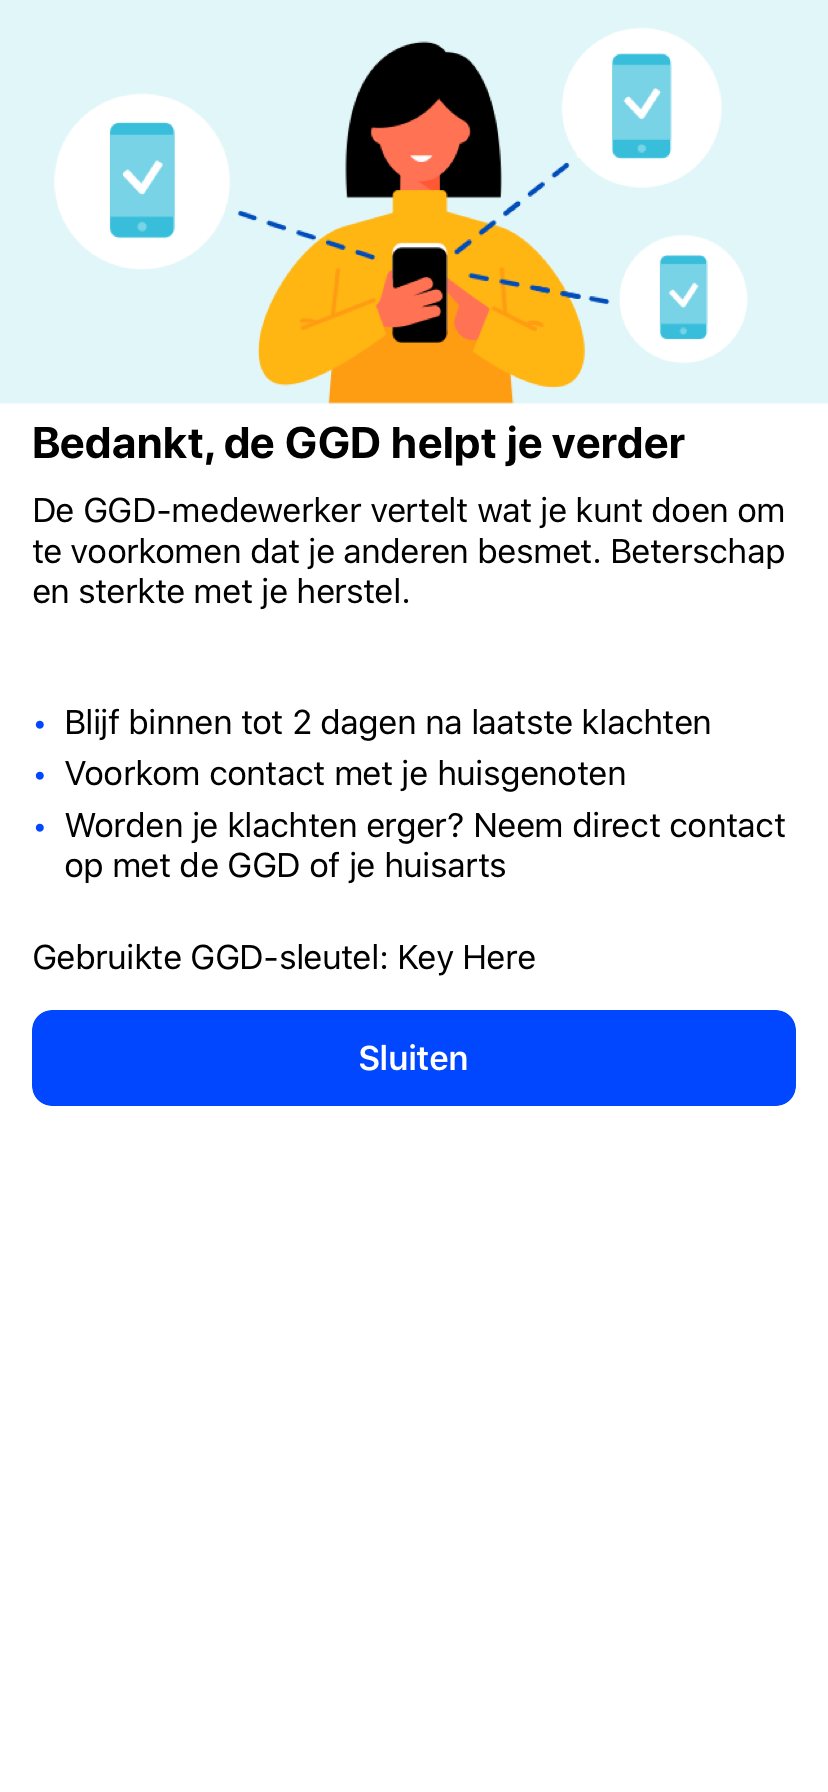 Bedankt, de GGD helpt je verder
De GGD-medewerker vertelt wat je kunt doen om
te voorkomen dat je anderen besmet. Beterschap
en sterkte met je herstel.
• Blijf binnen tot 2 dagen na laatste klachten
• Voorkom contact met je huisgenoten
• Worden je klachten erger? Neem direct contact
op met de GGD of je huisarts
Gebruikte GGD-sleutel: Key Here
Sluiten